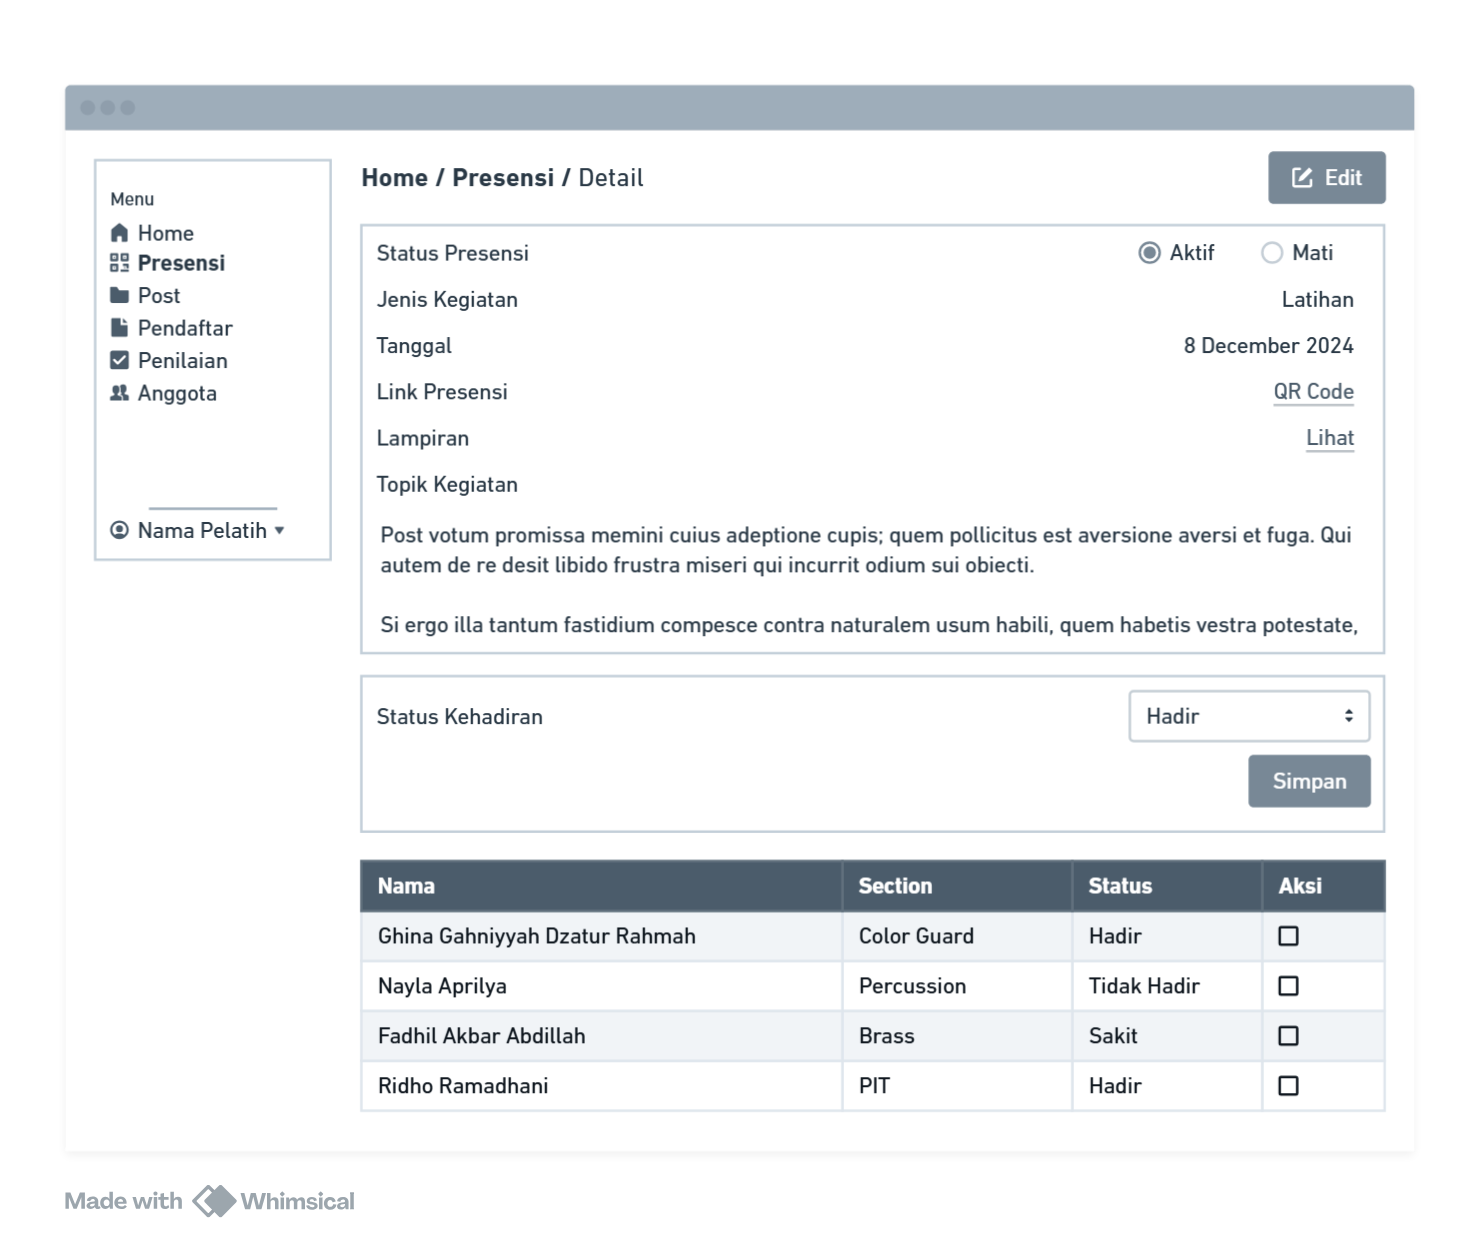 Menu
Home
Presensi
Post
Pendaftar
Penilaian
Anggota
Nama Pelatih
Home / Presensi / Detail
Edit
Status Presensi Aktif Mati
Jenis Kegiatan Latihan
Tanggal 8 December 2024
Link Presensi QR Code
Lampiran Lihat
Topik Kegiatan
Post votum promissa memini cuius adeptione cupis; quem pollicitus est aversione aversi et fuga. Qui
autem de re desit libido frustra miseri qui incurrit odium sui obiecti.
Si ergo illa tantum fastidium compesce contra naturalem usum habili, quem habetis vestra potestate,
Status Kehadiran Hadir
Simpan
Nama Section Status Aksi
Ghina Gahniyyah Dzatur Rahmah Color Guard Hadir
Nayla Aprilya Percussion Tidak Hadir
Fadhil Akbar Abdillah Brass Sakit
Ridho Ramadhani PIT Hadir
Made with Whimsical